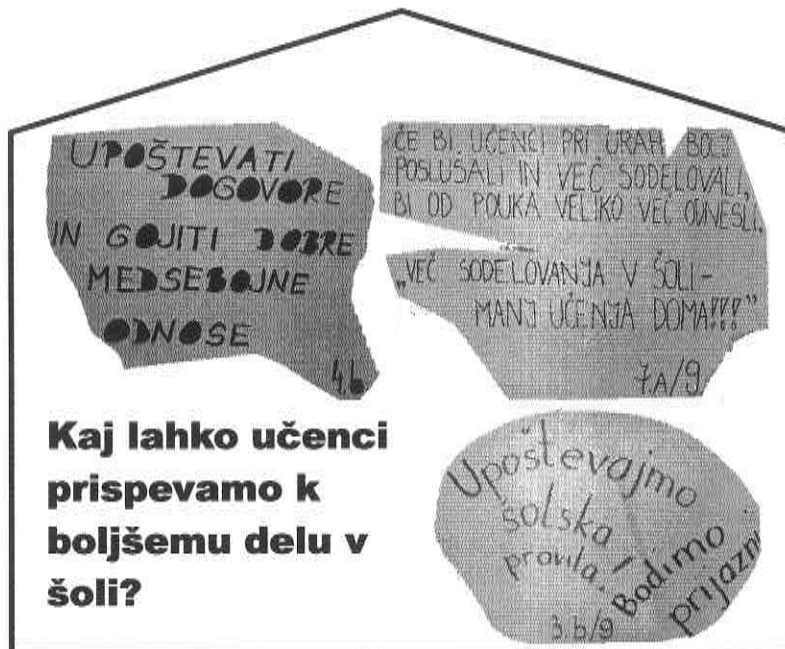 UPOŠTEVATI
DOGOVORE
IN GOJITI DOBRE
MEDSEBOJNE
ODNOSE
4.b
ČE BI UČENCI PRI URAH BOLJ
POSLUŠALI IN VEČ SODELOVALI,
BI OD POUKA VELIKO VEČ ODNESLI.
„VEČ SODELOVANJA V ŠOLI -
MANJ UČENJA DOMA!!!”
7.A/9
Kaj lahko učenci
prispevamo k
boljšemu delu v
šoli?
Upoštevajmo
šolska
pravila!
Bodimo
prijazni
3.b/9